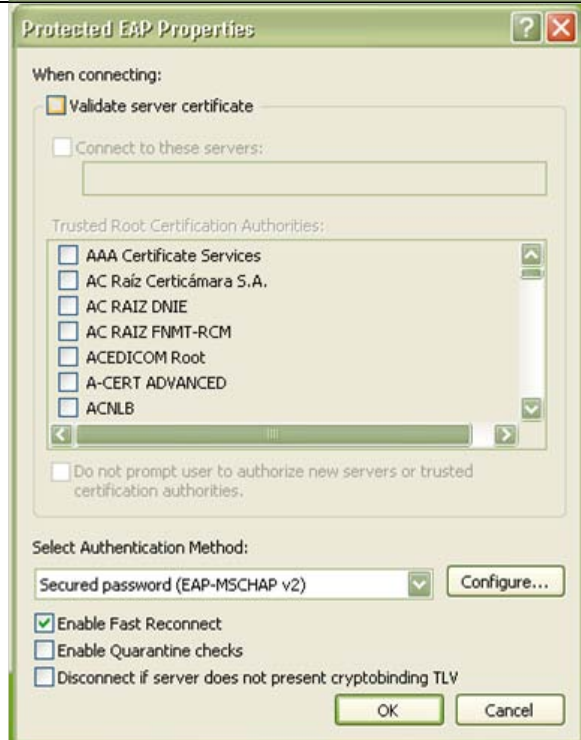 Protected EAP Properties
When connecting:
Validate server certificate
Connect to these servers:
Trusted Root Certification Authorities:
AAA Certificate Services
AC Raíz Certicámara S.A.
AC RAIZ DNIE
AC RAIZ FNMT-RCM
ACEDICOM Root
A-CERT ADVANCED
ACNLB
Do not prompt user to authorize new servers or trusted
certification authorities.
Select Authentication Method:
Secured password (EAP-MSCHAP v2)
Configure...
Enable Fast Reconnect
Enable Quarantine checks
Disconnect if server does not present cryptobinding TLV
OK
Cancel